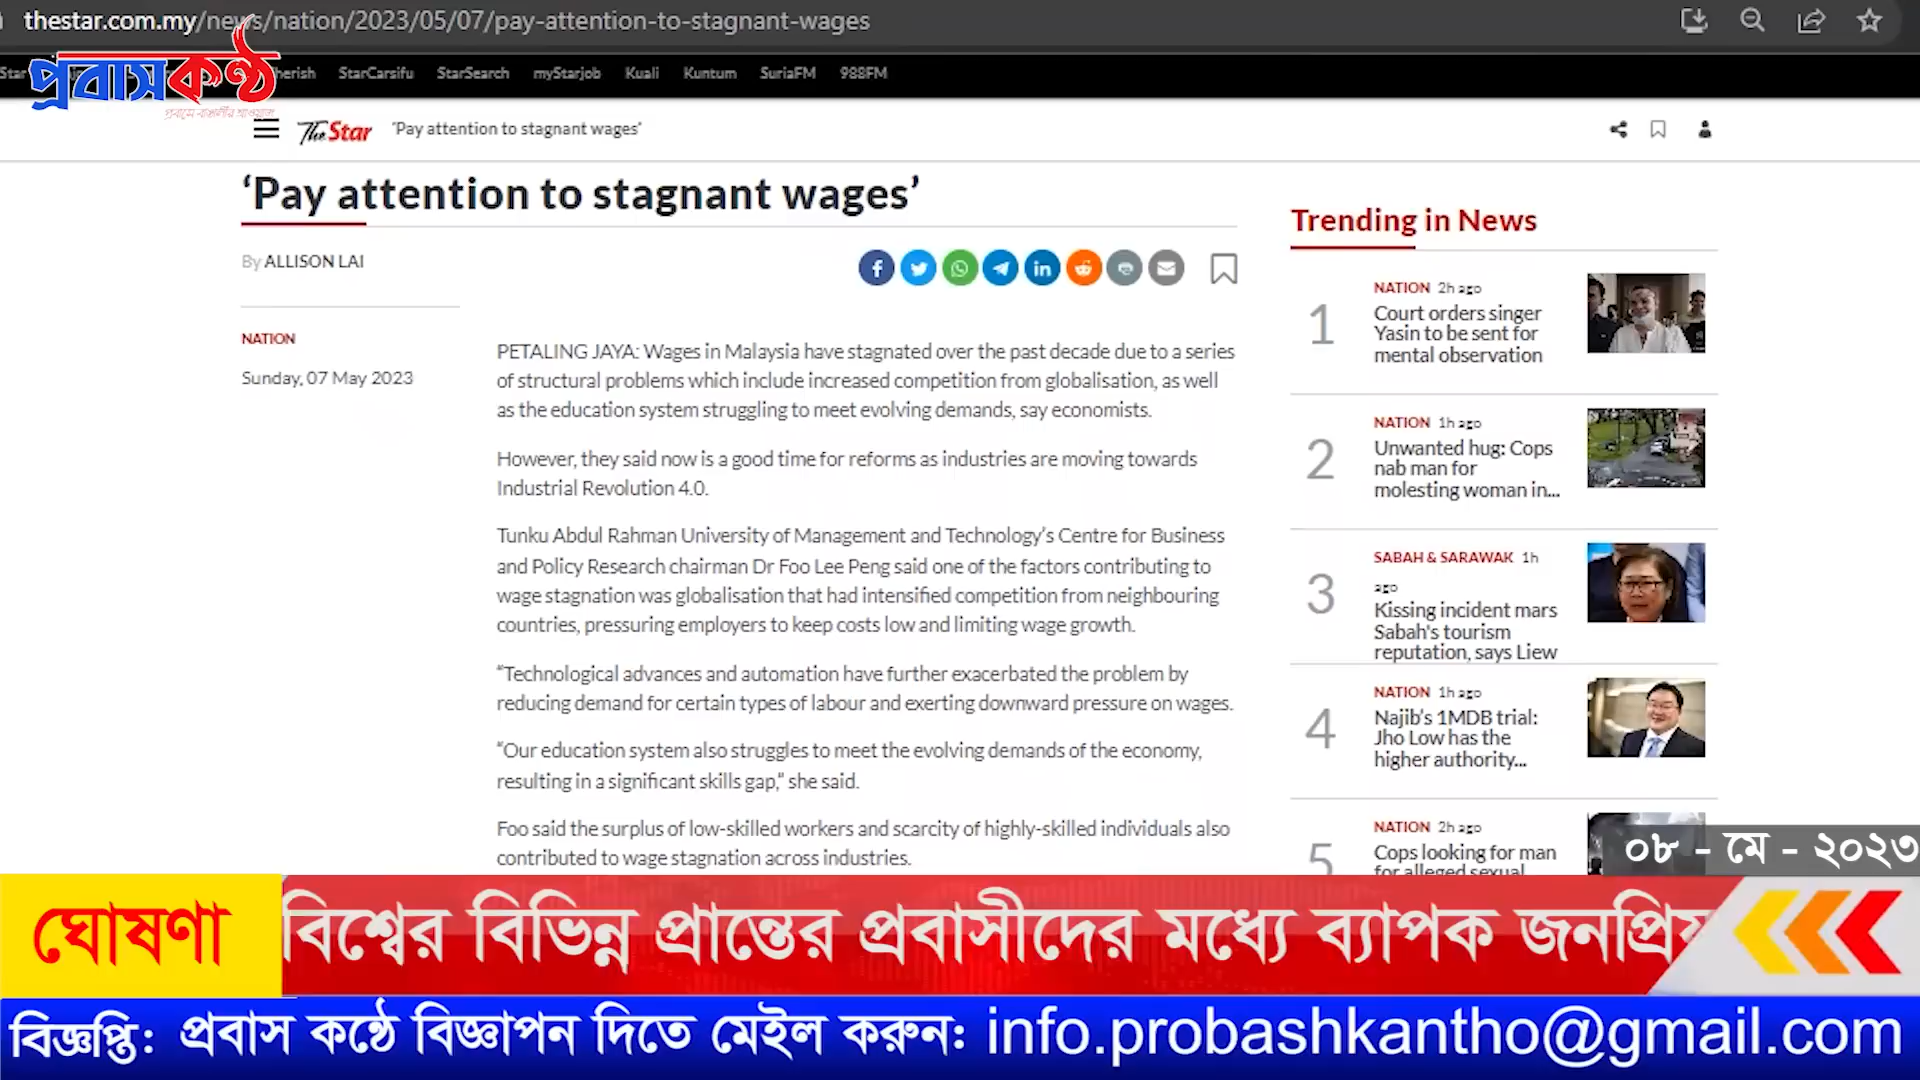 thestar.com.my/news/nation/2023/05/07/pay-attention-to-stagnant-wages
প্রবাসকণ্ঠ
Star
herish StarCarsifu StarSearch myStarjob Kuali Kuntum SuriaFM 988FM
The Star "Pay attention to stagnant wages"
‘Pay attention to stagnant wages’
By ALLISON LAI
NATION
Sunday, 07 May 2023
PETALING JAYA: Wages in Malaysia have stagnated over the past decade due to a series
of structural problems which include increased competition from globalisation, as well
as the education system struggling to meet evolving demands, say economists.
However, they said now is a good time for reforms as industries are moving towards
Industrial Revolution 4.0.
Tunku Abdul Rahman University of Management and Technology’s Centre for Business
and Policy Research chairman Dr Foo Lee Peng said one of the factors contributing to
wage stagnation was globalisation that had intensified competition from neighbouring
countries, pressuring employers to keep costs low and limiting wage growth.
“Technological advances and automation have further exacerbated the problem by
reducing demand for certain types of labour and exerting downward pressure on wages.
“Our education system also struggles to meet the evolving demands of the economy,
resulting in a significant skills gap,” she said.
Foo said the surplus of low-skilled workers and scarcity of highly-skilled individuals also
contributed to wage stagnation across industries.
Trending in News
1
NATION 2h ago
Court orders singer
Yasin to be sent for
mental observation
2
NATION 1h ago
Unwanted hug: Cops
nab man for
molesting woman in...
3
SABAH & SARAWAK 1h
ago
Kissing incident mars
Sabah's tourism
reputation, says Liew
4
NATION 1h ago
Najib's 1MDB trial:
Jho Low has the
higher authority...
5
NATION 2h ago
Cops looking for man
for alleged sexual
০৮ - মে - ২০২৩
ঘোষণা
বিশ্বের বিভিন্ন প্রান্তের প্রবাসীদের মধ্যে ব্যাপক জনপ্রিয়
বিজ্ঞপ্তি: প্রবাস কন্ঠে বিজ্ঞাপন দিতে মেইল করুন: info.probashkantho@gmail.com